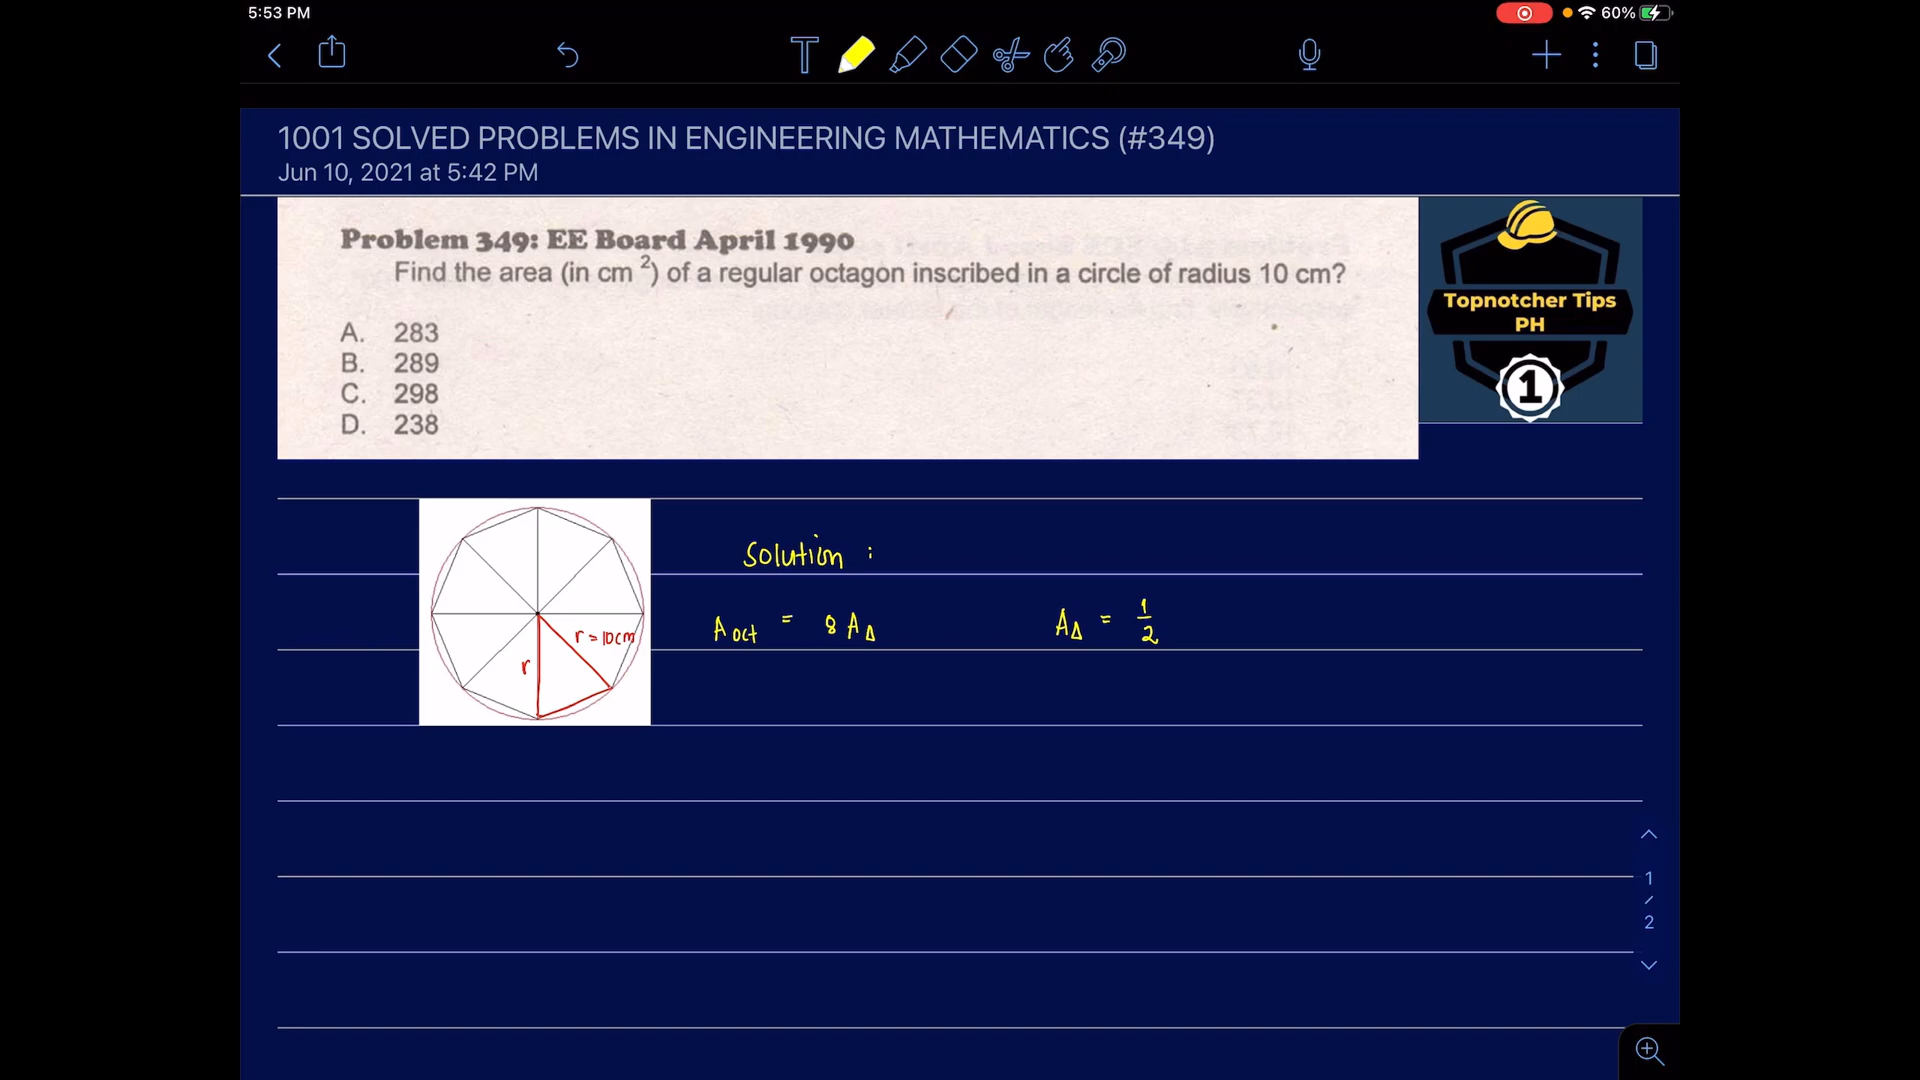 5:53 PM
60%
T
1001 SOLVED PROBLEMS IN ENGINEERING MATHEMATICS (#349)
Jun 10, 2021 at 5:42 PM
Problem 349: EE Board April 1990
Find the area (in cm ²) of a regular octagon inscribed in a circle of radius 10 cm?
A. 283
B. 289
C. 298
D. 238
Topnotcher Tips
PH
1
r = 10cm
r
Solution :
A oct = 8 A Δ
A Δ = 1/2
1
/
2